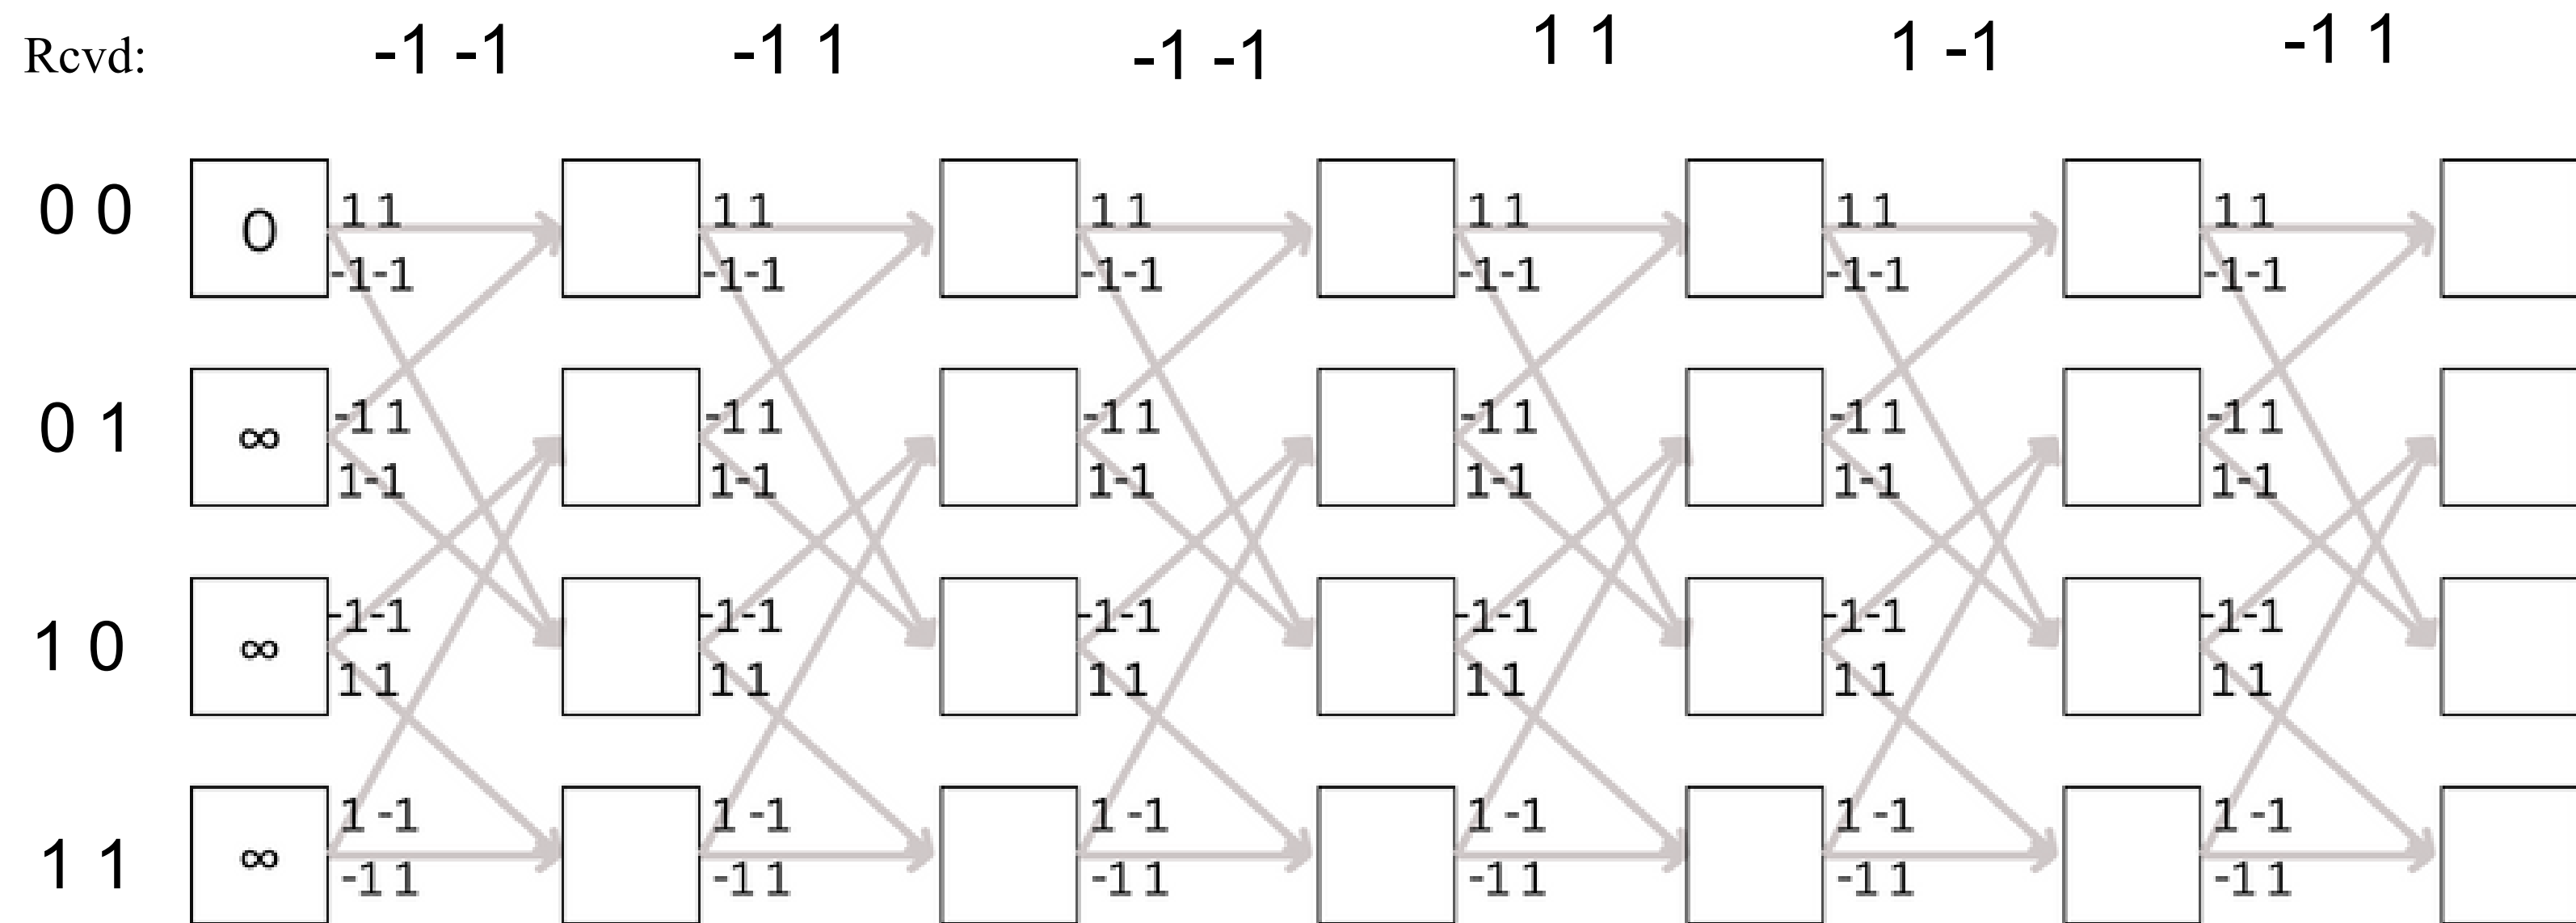 Rcvd: -1 -1 -1 1 -1 -1 1 1 1 -1 -1 1
1 1 1 1 1 1 1 1 1 1 1 1
0 0 0
-1-1 -1-1 -1-1 -1-1 -1-1 -1-1
-1 1 -1 1 -1 1 -1 1 -1 1 -1 1
0 1 ∞
1-1 1-1 1-1 1-1 1-1 1-1
-1-1 -1-1 -1-1 -1-1 -1-1 -1-1
1 0 ∞
1 1 1 1 1 1 1 1 1 1 1 1
1 -1 1 -1 1 -1 1 -1 1 -1 1 -1
1 1 ∞
-1 1 -1 1 -1 1 -1 1 -1 1 -1 1